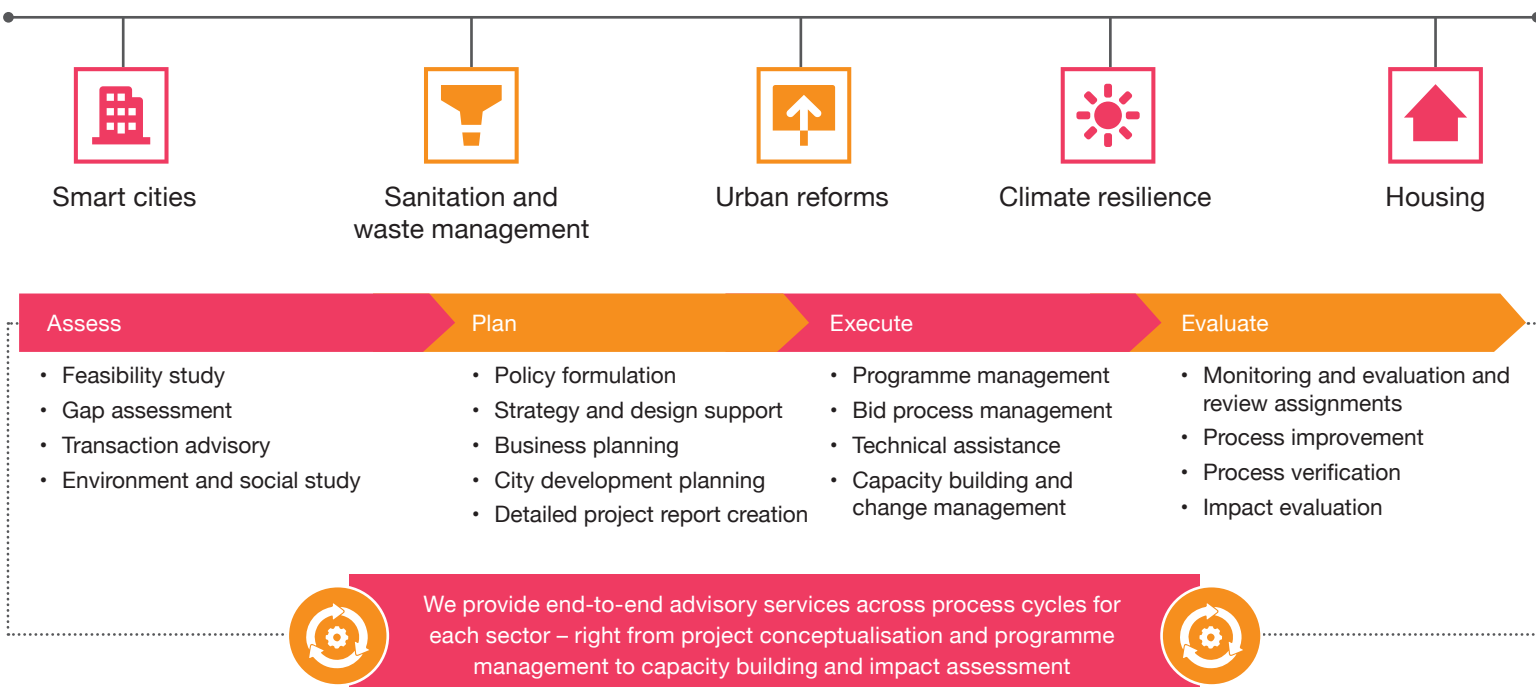 Smart cities
Sanitation and
waste management
Urban reforms
Climate resilience
Housing
Assess
• Feasibility study
• Gap assessment
• Transaction advisory
• Environment and social study
Plan
• Policy formulation
• Strategy and design support
• Business planning
• City development planning
• Detailed project report creation
Execute
• Programme management
• Bid process management
• Technical assistance
• Capacity building and
change management
Evaluate
• Monitoring and evaluation and
review assignments
• Process improvement
• Process verification
• Impact evaluation
We provide end-to-end advisory services across process cycles for
each sector – right from project conceptualisation and programme
management to capacity building and impact assessment